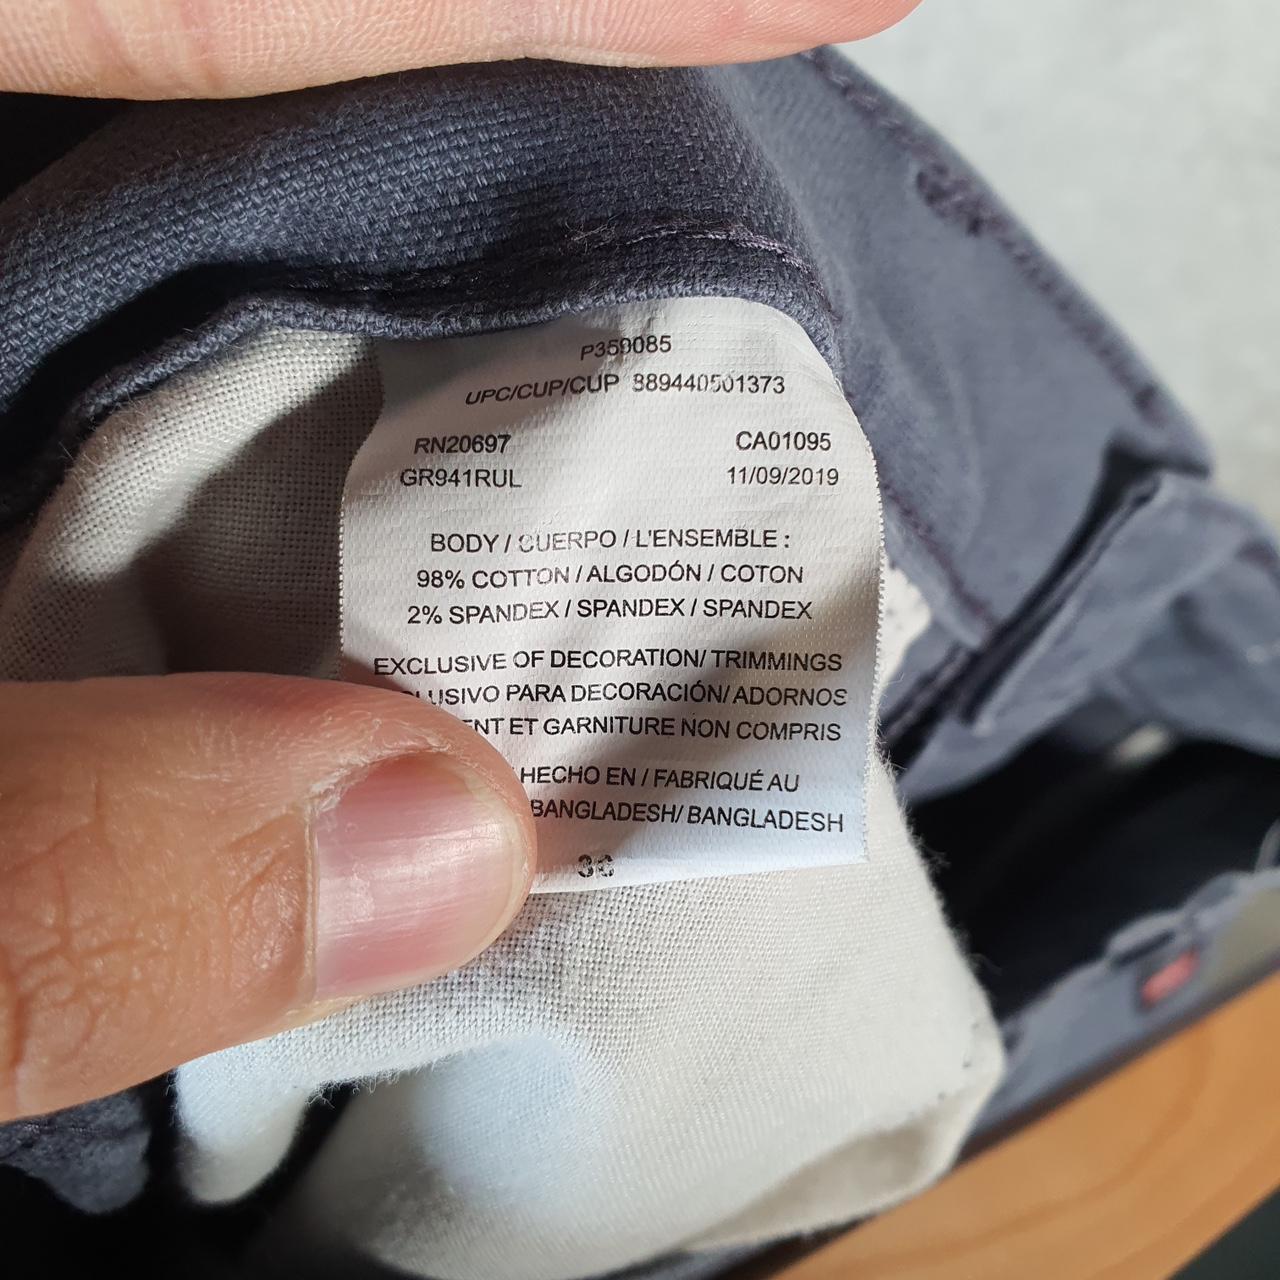 P359085
UPC/CUP/CUP 889440501373
RN20697 CA01095
GR941RUL 11/09/2019
BODY / CUERPO / L'ENSEMBLE :
98% COTTON / ALGODÓN / COTON
2% SPANDEX / SPANDEX / SPANDEX
EXCLUSIVE OF DECORATION/ TRIMMINGS
PARA DECORACIÓN/ ADORNOS
ET GARNITURE NON COMPRIS
HECHO EN / FABRIQUÉ AU
BANGLADESH/ BANGLADESH